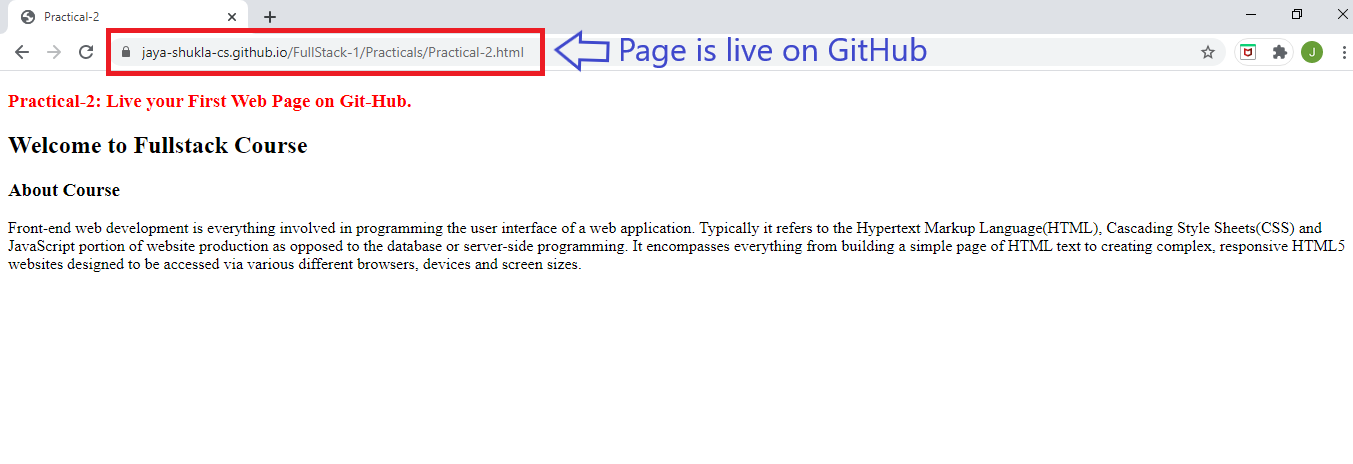 Practical-2
jaya-shukla-cs.github.io/FullStack-1/Practicals/Practical-2.html
Page is live on GitHub
J
Practical-2: Live your First Web Page on Git-Hub.
Welcome to Fullstack Course
About Course
Front-end web development is everything involved in programming the user interface of a web application. Typically it refers to the Hypertext Markup Language(HTML), Cascading Style Sheets(CSS) and
JavaScript portion of website production as opposed to the database or server-side programming. It encompasses everything from building a simple page of HTML text to creating complex, responsive HTML5
websites designed to be accessed via various different browsers, devices and screen sizes.